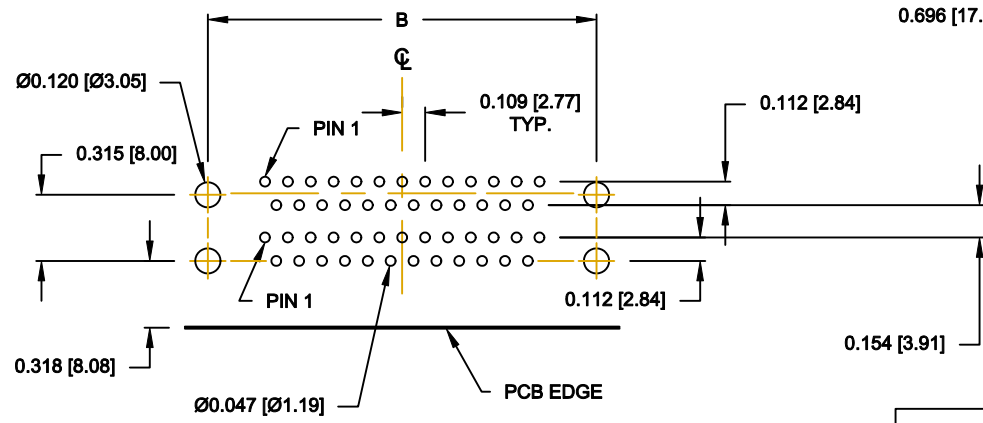 B
0.696 [17.
℄
Ø0.120 [Ø3.05]
0.109 [2.77]
TYP.
0.112 [2.84]
PIN 1
0.315 [8.00]
PIN 1
0.112 [2.84]
0.154 [3.91]
0.318 [8.08]
PCB EDGE
Ø0.047 [Ø1.19]